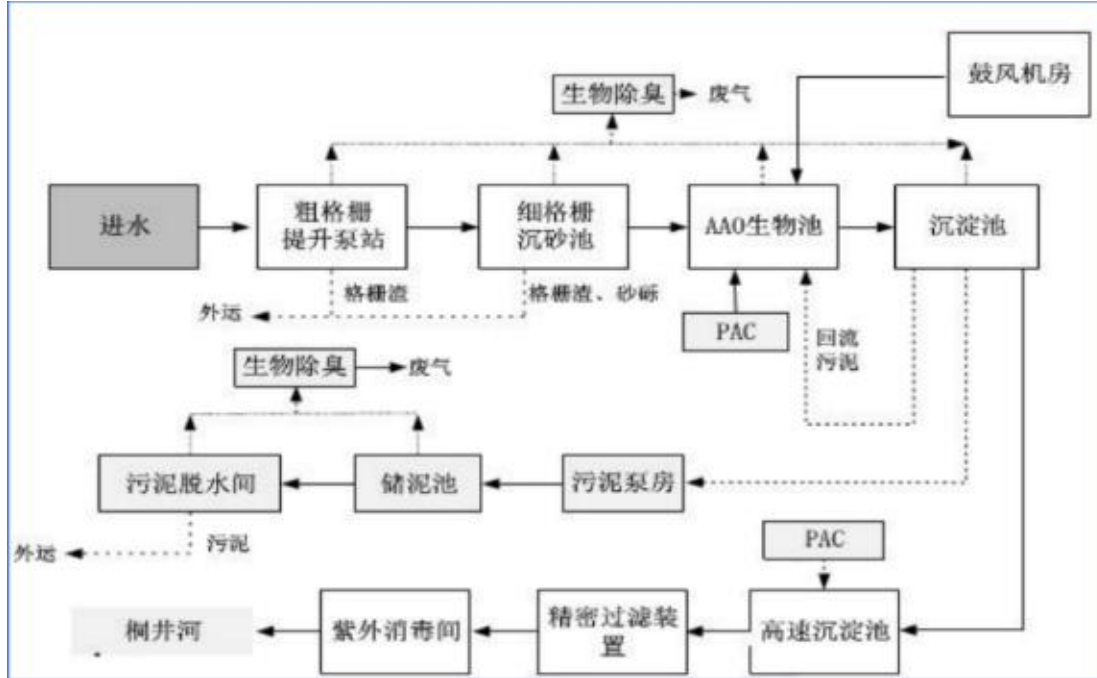 鼓风机房
生物除臭
废气
进水
粗格栅
提升泵站
细格栅
沉砂池
AAO生物池
沉淀池
格栅渣
格栅渣、砂砾
外运
PAC
回流
污泥
生物除臭
废气
污泥脱水间
储泥池
污泥泵房
污泥
外运
PAC
桐井河
紫外消毒间
精密过滤装
置
高速沉淀池